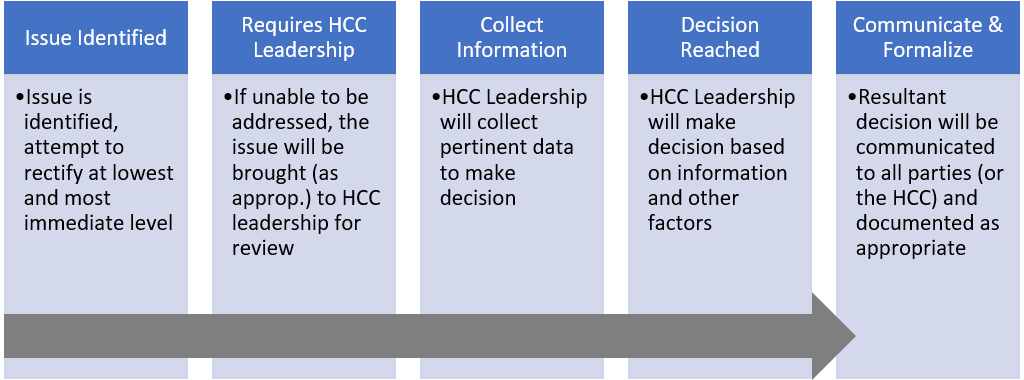 Issue Identified
•Issue is
identified,
attempt to
rectify at lowest
and most
immediate level
Requires HCC
Leadership
•If unable to be
addressed, the
issue will be
brought (as
approp.) to HCC
leadership for
review
Collect
Information
•HCC Leadership
will collect
pertinent data
to make
decision
Decision
Reached
•HCC Leadership
will make
decision based
on information
and other
factors
Communicate &
Formalize
•Resultant
decision will be
communicated
to all parties (or
the HCC) and
documented as
appropriate